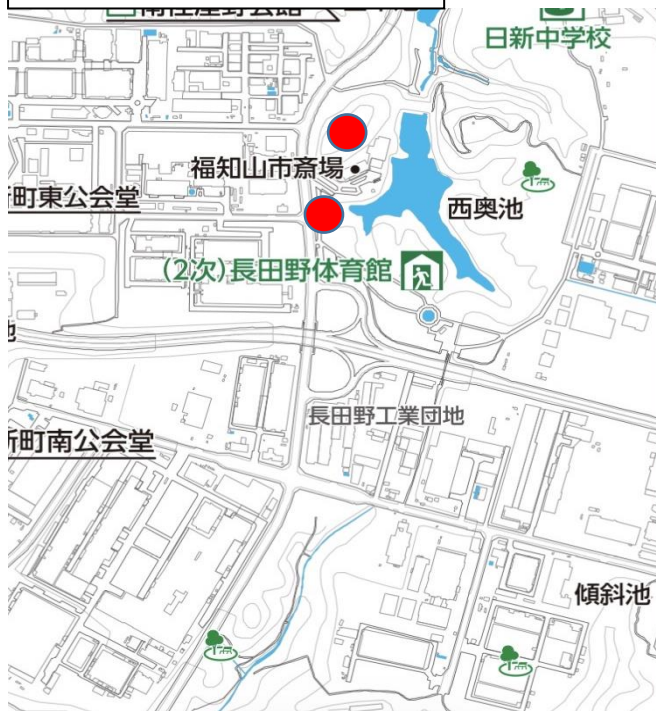 日新中学校
福知山市斎場
町東公会堂
西奥池
(2次)長田野体育館
長田野工業団地
町南公会堂
傾斜池